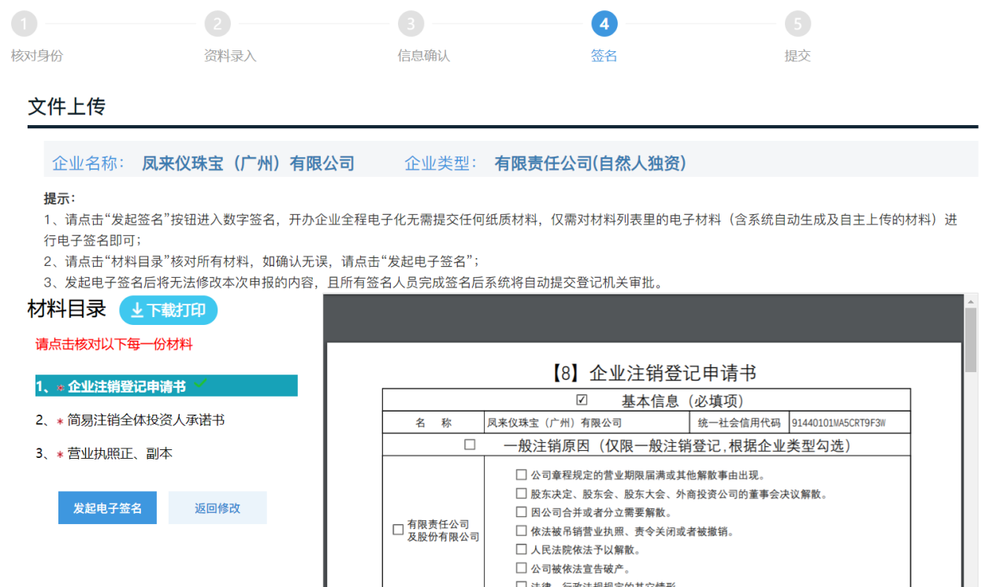 1 2 3 4 5
核对身份 资料录入 信息确认 签名 提交
文件上传
企业名称： 凤来仪珠宝（广州）有限公司 企业类型： 有限责任公司(自然人独资)
提示：
1、请点击“发起签名”按钮进入数字签名，开办企业全程电子化无需提交任何纸质材料，仅需对材料列表里的电子材料（含系统自动生成及自主上传的材料）进
行电子签名即可；
2、请点击“材料目录”核对所有材料，如确认无误，请点击“发起电子签名”；
3、发起电子签名后将无法修改本次申报的内容，且所有签名人员完成签名后系统将自动提交登记机关审批。
材料目录 下载打印
请点击核对以下每一份材料
1、* 企业注销登记申请书
2、* 简易注销全体投资人承诺书
3、* 营业执照正、副本
发起电子签名 返回修改
【8】企业注销登记申请书
基本信息（必填项）
名 称 凤来仪珠宝（广州）有限公司 统一社会信用代码 91440101MA5CRT9F3W
一般注销原因（仅限一般注销登记,根据企业类型勾选）
有限责任公司
及股份有限公司
公司章程规定的营业期限届满或其他解散事由出现。
股东决定、股东会、股东大会、外商投资公司的董事会决议解散。
因公司合并或者分立需要解散。
依法被吊销营业执照、责令关闭或者被撤销。
人民法院依法予以解散。
公司被依法宣告破产。
法律、行政法规规定的其它情形